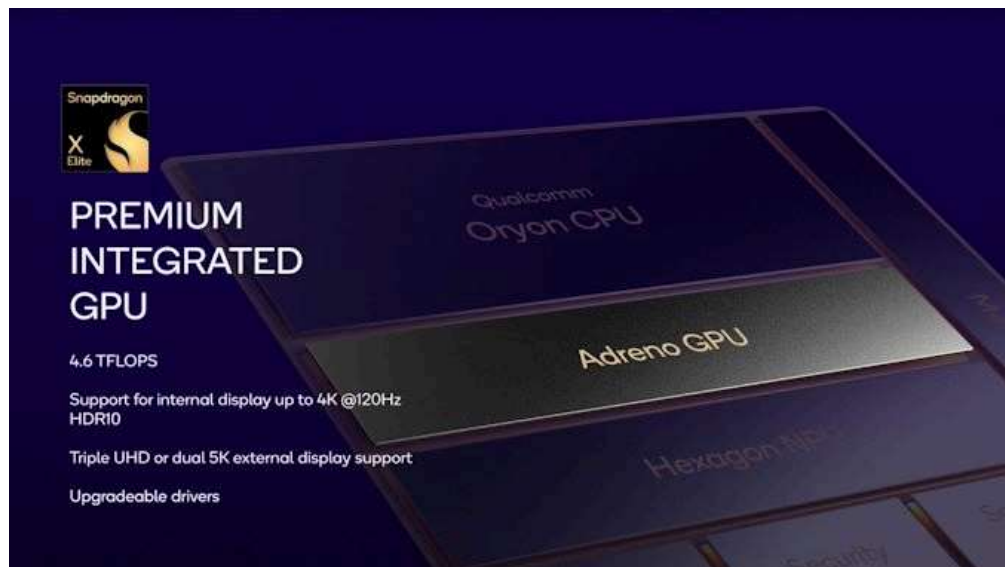 Snapdragon
X
Elite
PREMIUM
INTEGRATED
GPU
4.6 TFLOPS
Support for internal display up to 4K @120Hz
HDR10
Triple UHD or dual 5K external display support
Upgradeable drivers
Qualcomm
Oryon CPU
Adreno GPU
Hexagon
Security